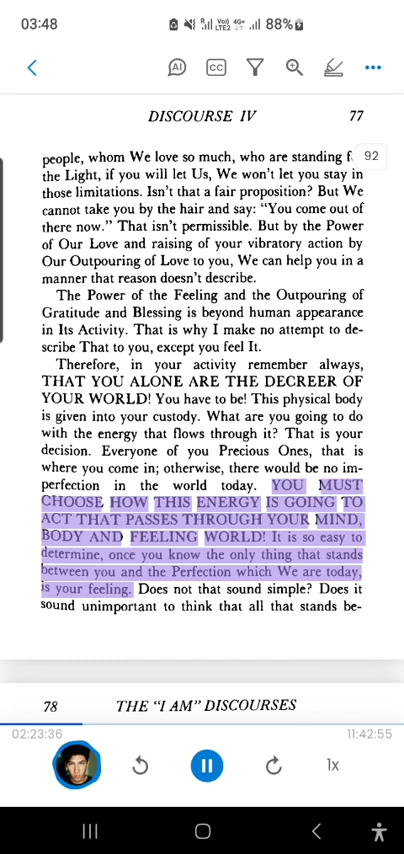 03:48
R Vo) LTE2 4G+ 88%
AI CC
DISCOURSE IV 77
92
people, whom We love so much, who are standing f
the Light, if you will let Us, We won't let you stay in
those limitations. Isn't that a fair proposition? But We
cannot take you by the hair and say: "You come out of
there now." That isn't permissible. But by the Power
of Our Love and raising of your vibratory action by
Our Outpouring of Love to you, We can help you in a
manner that reason doesn't describe.
The Power of the Feeling and the Outpouring of
Gratitude and Blessing is beyond human appearance
in Its Activity. That is why I make no attempt to de-
scribe That to you, except you feel It.
Therefore, in your activity remember always,
THAT YOU ALONE ARE THE DECREER OF
YOUR WORLD! You have to be! This physical body
is given into your custody. What are you going to do
with the energy that flows through it? That is your
decision. Everyone of you Precious Ones, that is
where you come in; otherwise, there would be no im-
perfection in the world today. YOU MUST
CHOOSE HOW THIS ENERGY IS GOING TO
ACT THAT PASSES THROUGH YOUR MIND,
BODY AND FEELING WORLD! It is so easy to
determine, once you know the only thing that stands
between you and the Perfection which We are today,
is your feeling. Does not that sound simple? Does it
sound unimportant to think that all that stands be-
78 THE "I AM" DISCOURSES
02:23:36 11:42:55
1x